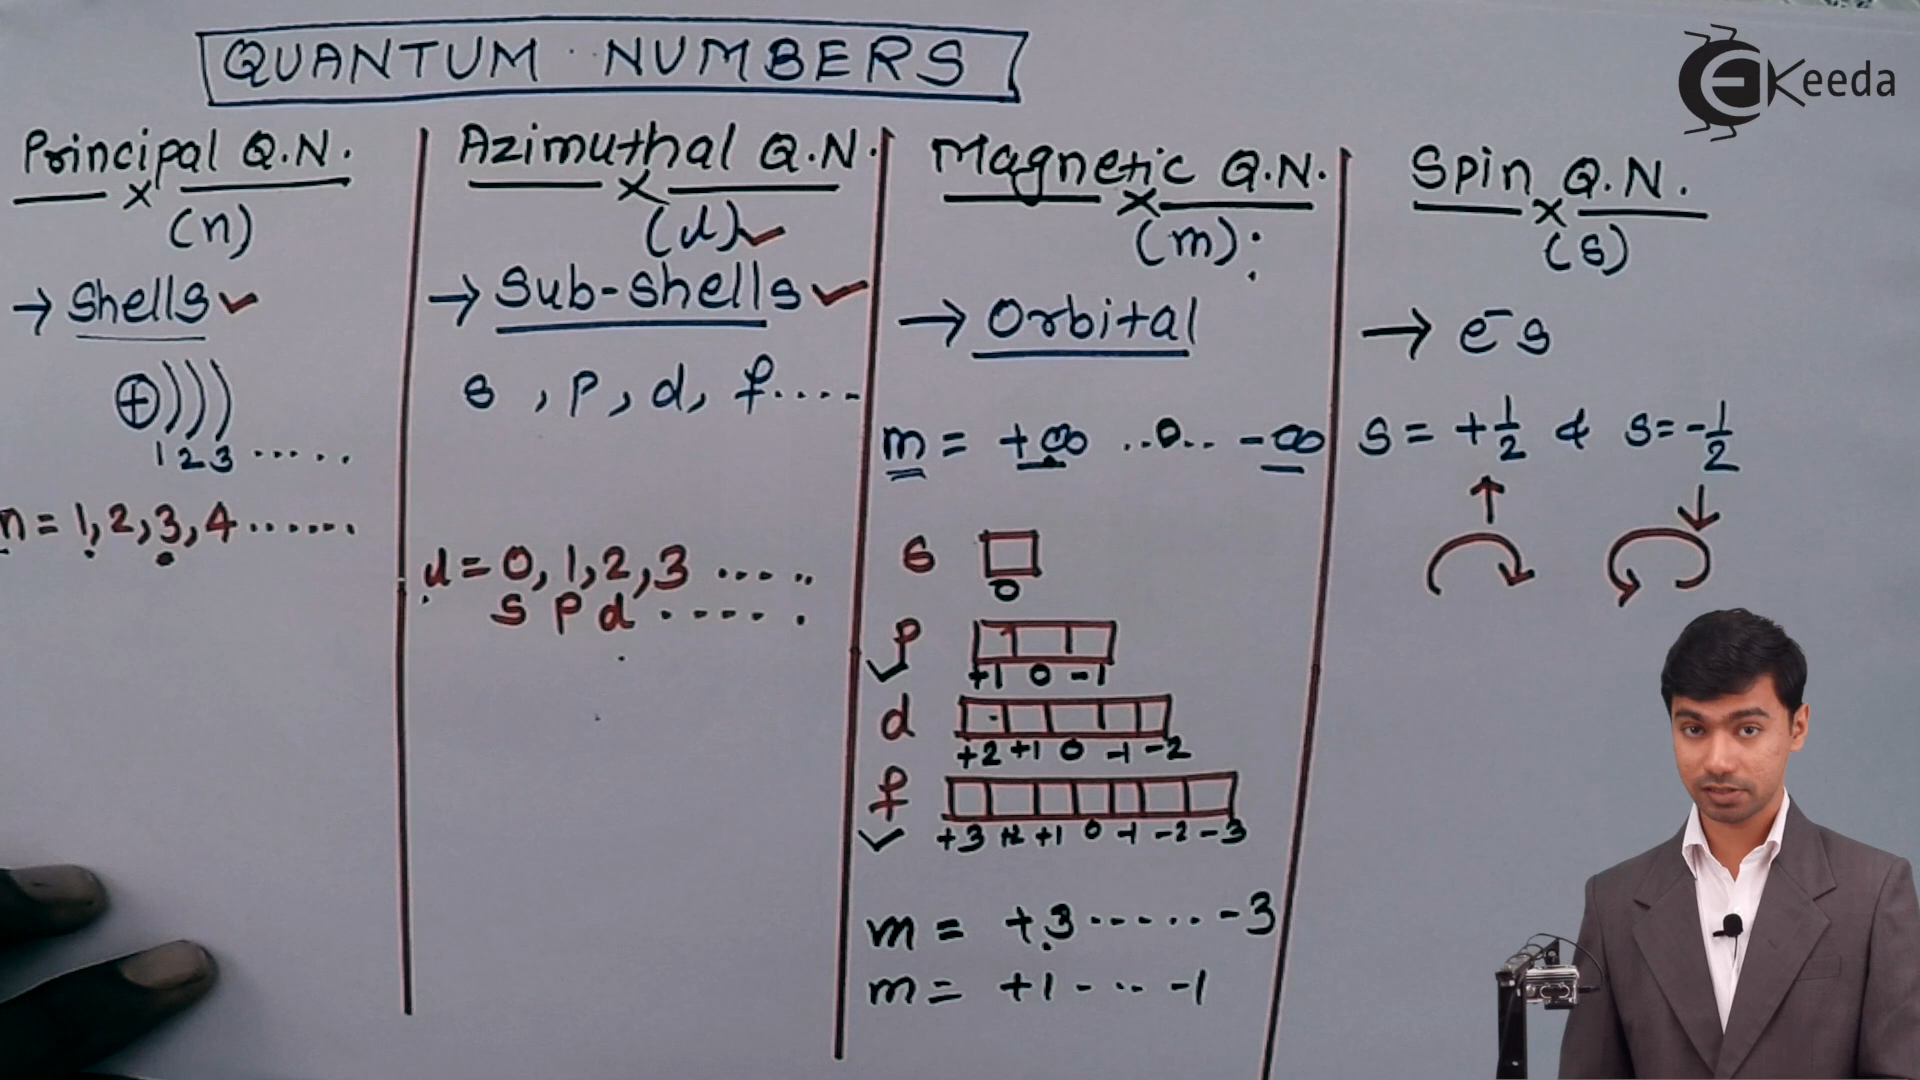 QUANTUM NUMBERS
eKeeda
Principal Q.N.
(n)
→ Shells ✓
⊕))))
1 2 3 .....
n = 1, 2, 3, 4 ......
Azimuthal Q.N.
(l) ✓
→ Sub-shells ✓
s , p , d, f....
l = 0, 1, 2, 3 ......
s p d ......
Magnetic Q.N.
(m):
→ Orbital
m = +∞ ..0.. -∞
s
0
p
+1 0 -1
✓
d
+2 +1 0 -1 -2
f
✓ +3 +2 +1 0 -1 -2 -3
m = +3 ...... -3
m = +1 - .. -1
Spin Q.N.
(s)
→ e⁻s
s = +1/2 & s = -1/2
↑ ↓